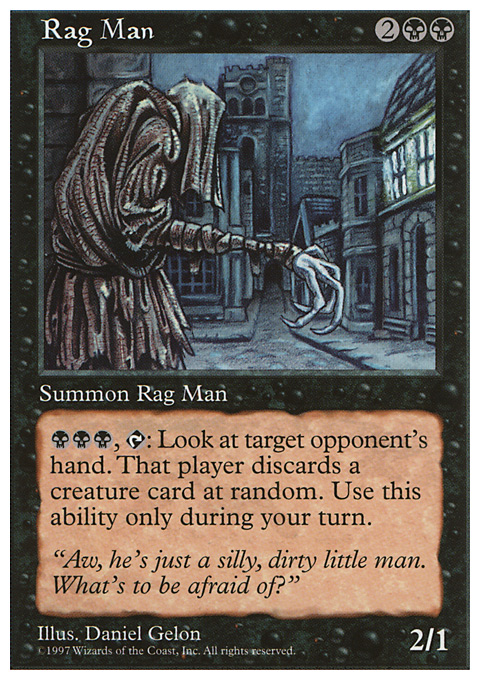 Rag Man 2
Summon Rag Man
, : Look at target opponent's
hand. That player discards a
creature card at random. Use this
ability only during your turn.
“Aw, he's just a silly, dirty little man.
What's to be afraid of?”
Illus. Daniel Gelon
©1997 Wizards of the Coast, Inc. All rights reserved.
2/1